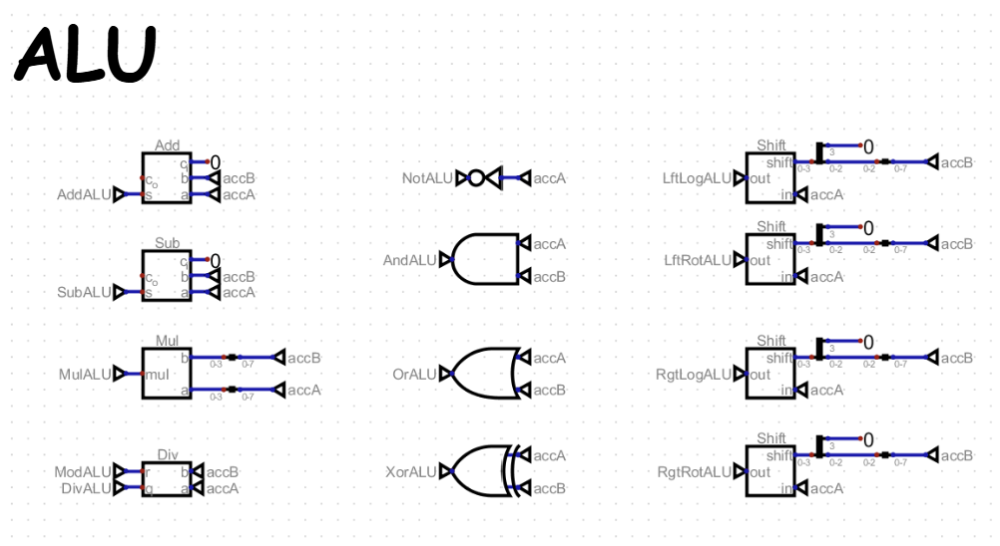 ALU
Add
c i 0
c o b accB
AddALU s a accA
Sub
c i 0
c o b accB
SubALU s a accA
Mul
b 0-3 0-7 accB
MulALU mul
a 0-3 0-7 accA
Div
ModALU r b accB
DivALU q a accA
NotALU accA
accA
AndALU
accB
accA
OrALU
accB
accA
XorALU
accB
Shift
3 0
shift 0-3 0-2 0-2 0-7 accB
LftLogALU out
in accA
Shift
3 0
shift 0-3 0-2 0-2 0-7 accB
LftRotALU out
in accA
Shift
3 0
shift 0-3 0-2 0-2 0-7 accB
RgtLogALU out
in accA
Shift
3 0
shift 0-3 0-2 0-2 0-7 accB
RgtRotALU out
in accA